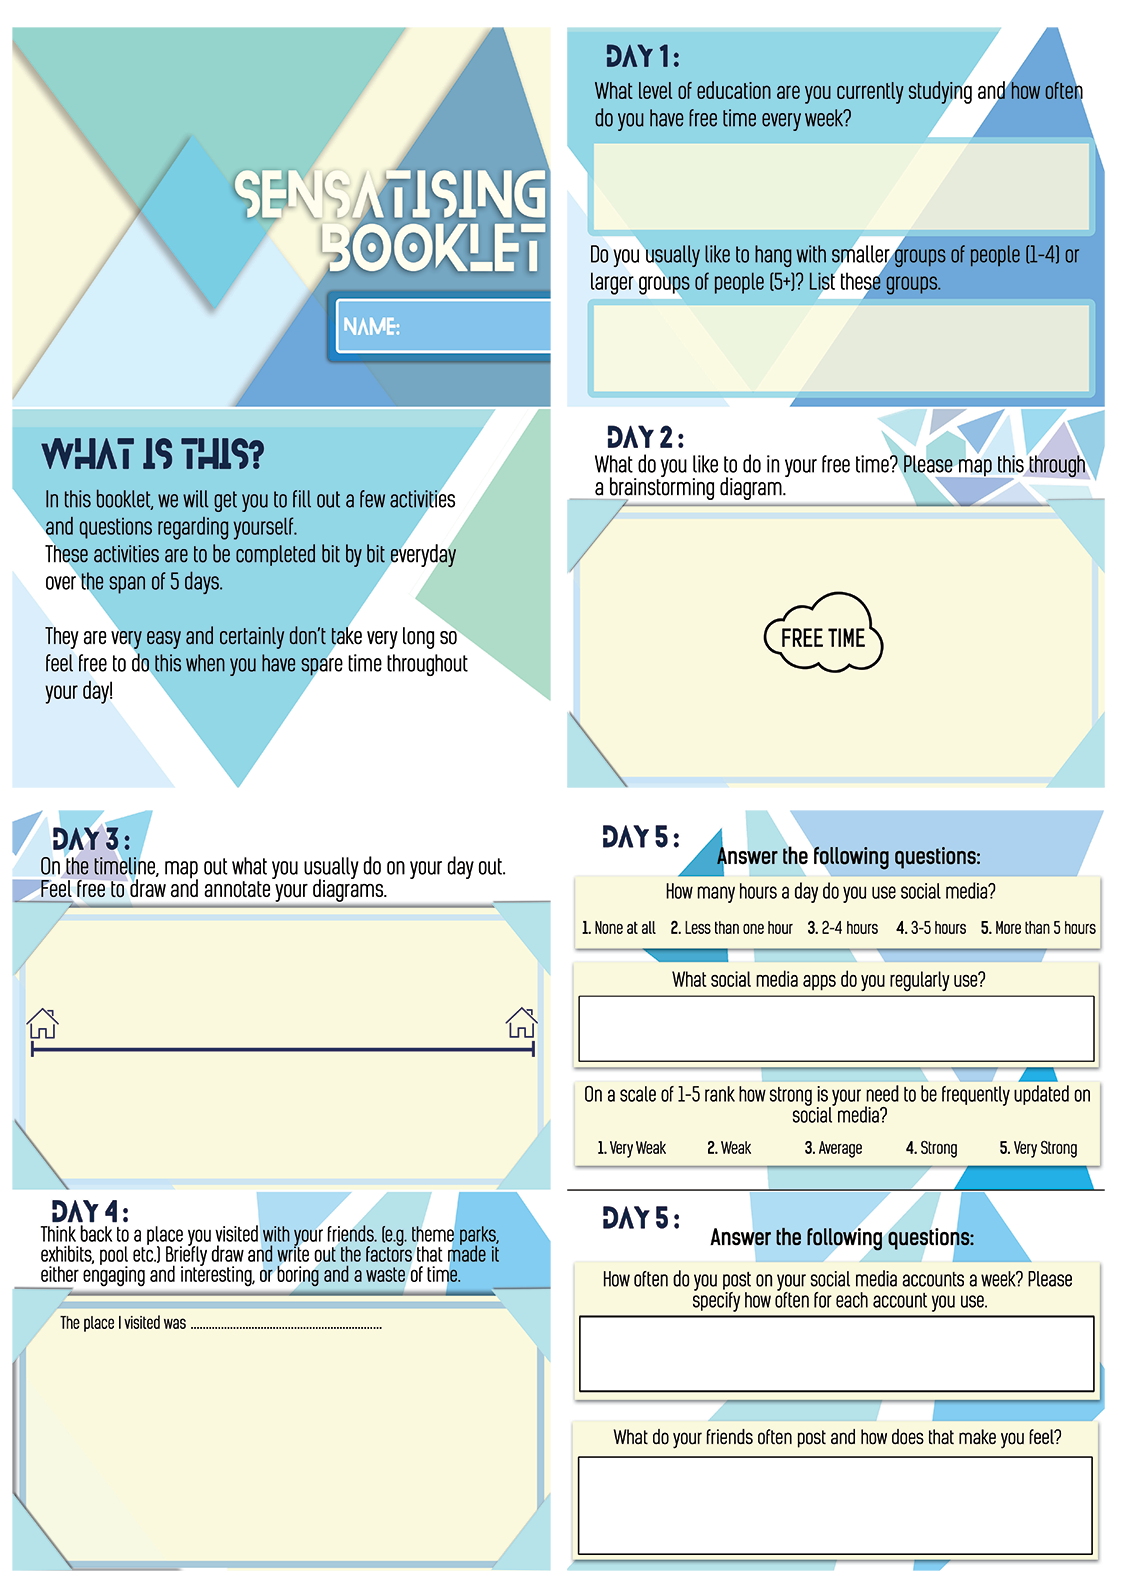 SENSATISING
BOOKLET
NAME:
DAY 1:
What level of education are you currently studying and how often
do you have free time every week?
Do you usually like to hang with smaller groups of people (1-4) or
larger groups of people (5+)? List these groups.
WHAT IS THIS?
In this booklet, we will get you to fill out a few activities
and questions regarding yourself.
These activities are to be completed bit by bit everyday
over the span of 5 days.
They are very easy and certainly don't take very long so
feel free to do this when you have spare time throughout
your day!
DAY 2:
What do you like to do in your free time? Please map this through
a brainstorming diagram.
FREE TIME
DAY 3:
On the timeline, map out what you usually do on your day out.
Feel free to draw and annotate your diagrams.
DAY 4:
Think back to a place you visited with your friends. (e.g. theme parks,
exhibits, pool etc.) Briefly draw and write out the factors that made it
either engaging and interesting, or boring and a waste of time.
The place I visited was ................................................................
DAY 5:
Answer the following questions:
How many hours a day do you use social media?
1. None at all 2. Less than one hour 3. 2-4 hours 4. 3-5 hours 5. More than 5 hours
What social media apps do you regularly use?
On a scale of 1-5 rank how strong is your need to be frequently updated on
social media?
1. Very Weak 2. Weak 3. Average 4. Strong 5. Very Strong
DAY 5:
Answer the following questions:
How often do you post on your social media accounts a week? Please
specify how often for each account you use.
What do your friends often post and how does that make you feel?